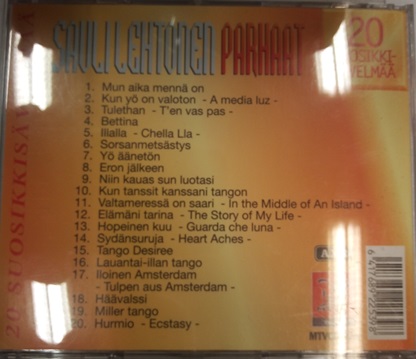 SAULI LEHTONEN PARHAAT
20
1. Mun aika mennä on
2. Kun yö on valoton - A media luz -
3. Tulethan - T'en vas pas -
4. Bettina
5. Illalla - Chella Lla -
6. Sorsanmetsästys
7. Yö äänetön
8. Eron jälkeen
9. Niin kauas sun luotasi
10. Kun tanssit kanssani tangon
11. Valtameressä on saari - In the Middle of An Island -
12. Elämäni tarina - The Story of My Life -
13. Hopeinen kuu - Guarda che luna -
14. Sydänsuruja - Heart Aches -
15. Tango Desiree
16. Lauantai-illan tango
17. Iloinen Amsterdam
- Tulpen aus Amsterdam -
18. Häävalssi
19. Miller tango
20. Hurmio - Ecstasy -